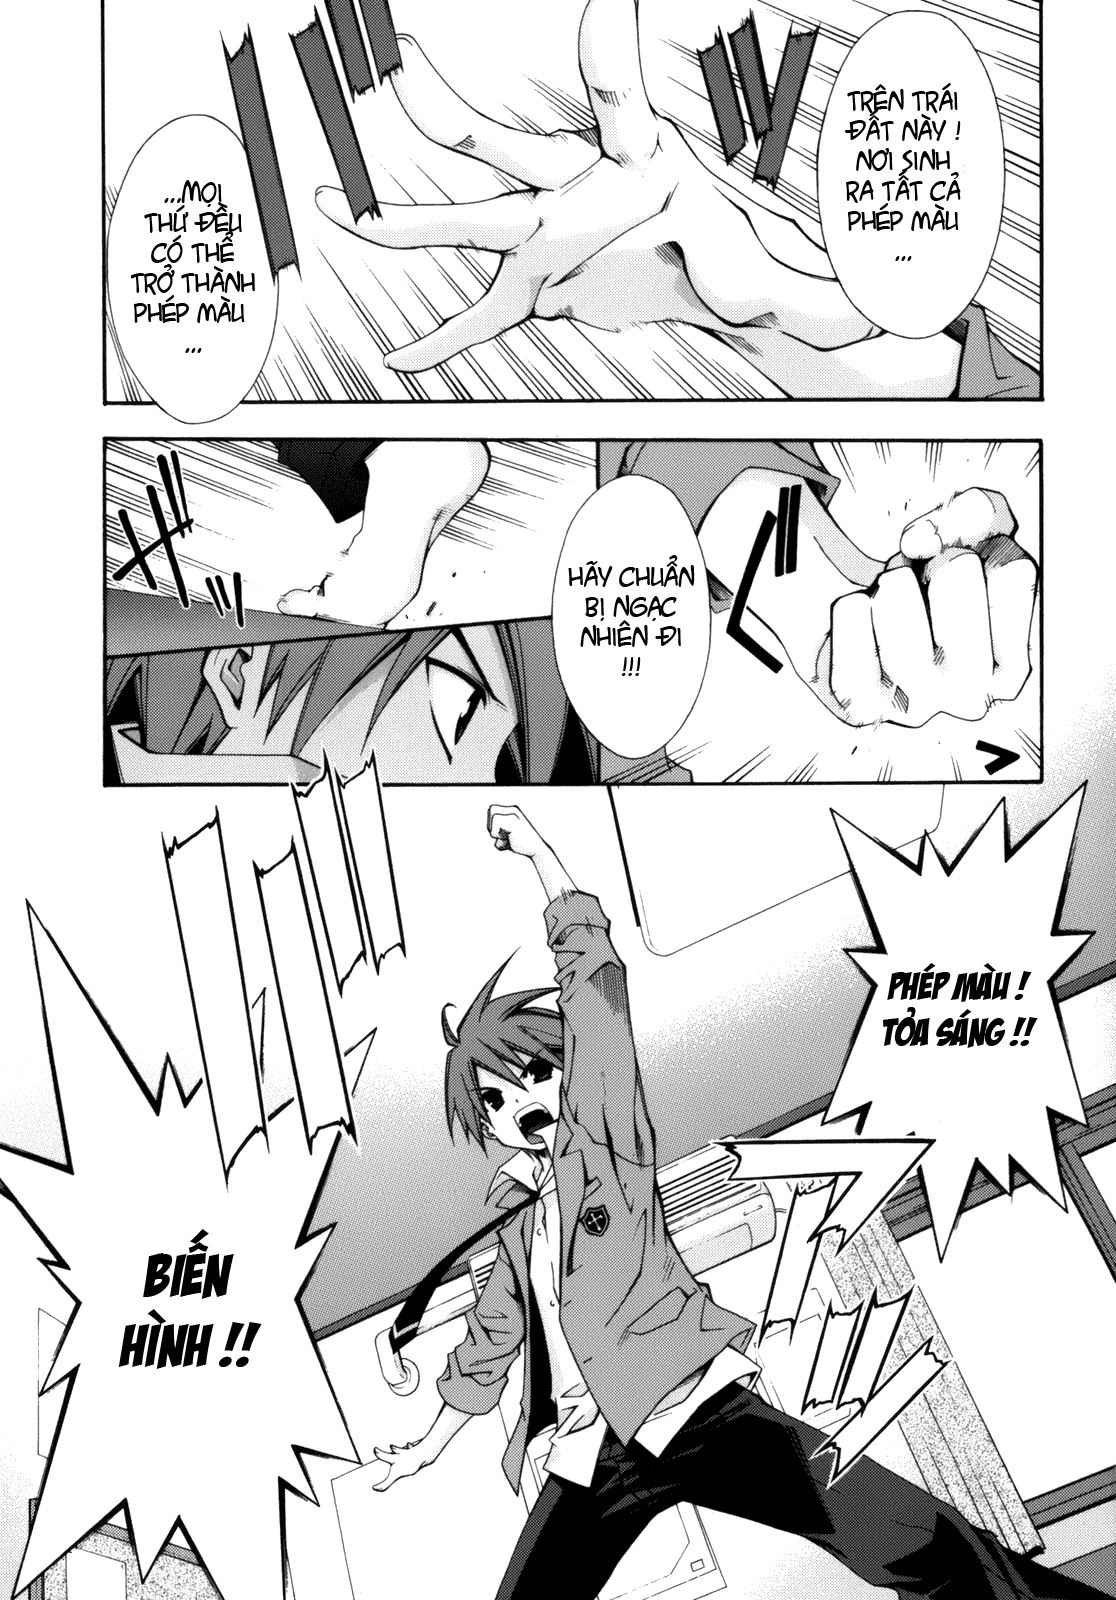 TRÊN TRÁI
ĐẤT NÀY !
NƠI SINH
RA TẤT CẢ
PHÉP MÀU
...
...MỌI
THỨ ĐỀU
CÓ THỂ
TRỞ THÀNH
PHÉP MÀU
...
HÃY CHUẨN
BỊ NGẠC
NHIÊN ĐI
!!!
PHÉP MÀU !
TỎA SÁNG !!
BIẾN
HÌNH !!